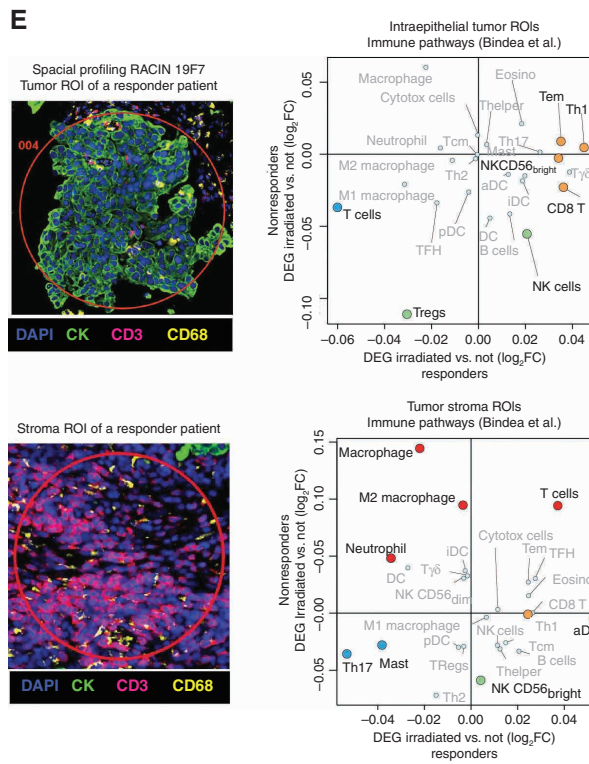 E
Spacial profiling RACIN 19F7
Tumor ROI of a responder patient
004
DAPI CK CD3 CD68
Intraepithelial tumor ROIs
Immune pathways (Bindea et al.)
Nonresponders
DEG irradiated vs. not (log2FC)
0.05
0.00
−0.05
−0.10
Macrophage
Eosino
Cytotox cells
Thelper
Tem
Th1
Neutrophil
Tcm
Th17
Mast
M2 macrophage
Th2
NKCD56bright
Tγδ
aDC
M1 macrophage
iDC
T cells
CD8 T
pDC
TFH
DC
B cells
NK cells
Tregs
−0.06 −0.04 −0.02 0.00 0.02 0.04
DEG irradiated vs. not (log2FC)
responders
Stroma ROI of a responder patient
DAPI CK CD3 CD68
Tumor stroma ROIs
Immune pathways (Bindea et al.)
Nonresponders
DEG Irradiated vs. not (log2FC)
0.15
0.10
−0.05
−0.00
−0.05
Macrophage
M2 macrophage
T cells
Cytotox cells
Neutrophil
iDC
Tem
TFH
DC
Tγδ
NK CD56dim
Eosino
CD8 T
M1 macrophage
Th1
aD
pDC
NK cells
Tcm
Th17
Mast
TRegs
B cells
Thelper
Th2
NK CD56bright
−0.04 −0.02 0.00 0.02 0.04
DEG irradiated vs. not (log2FC)
responders